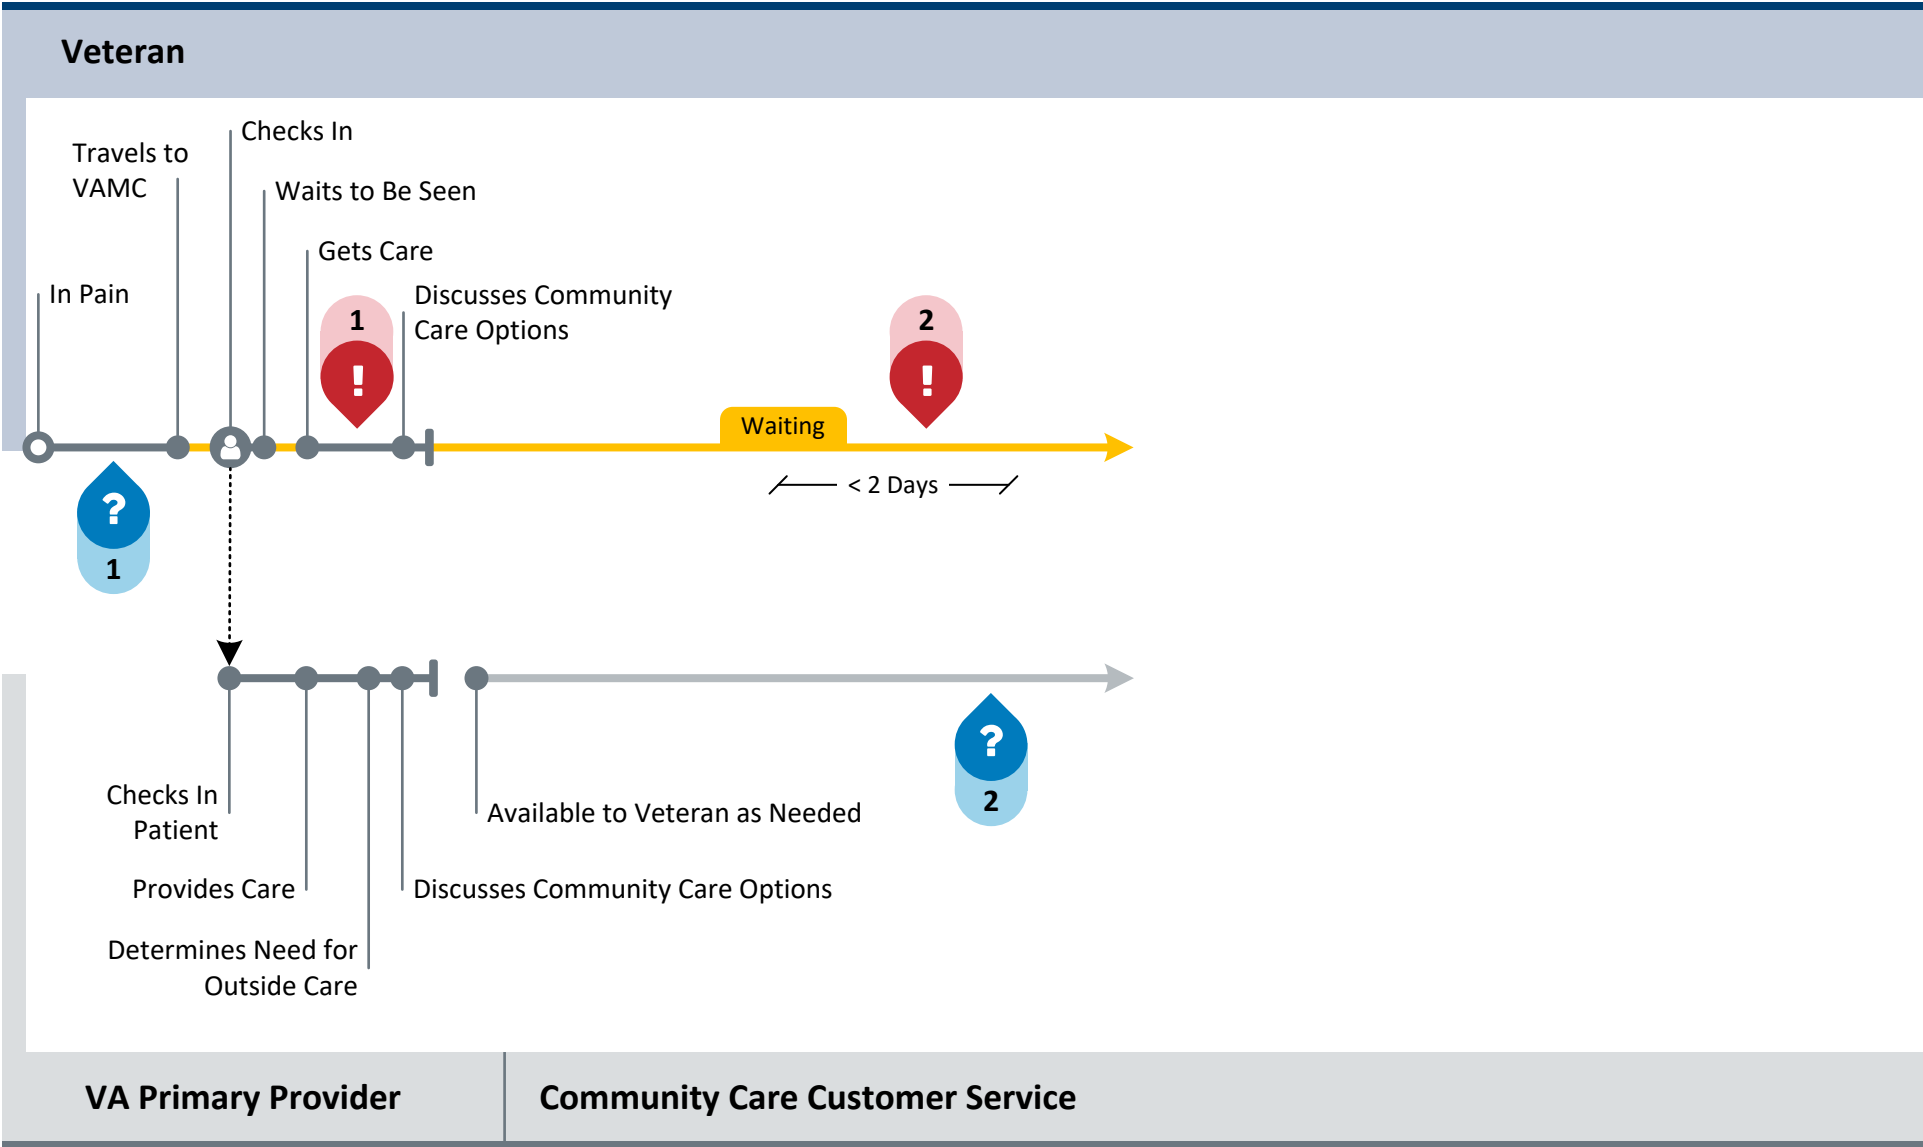 Veteran
Checks In
Travels to
VAMC
Waits to Be Seen
Gets Care
In Pain
Discusses Community
Care Options
1
!
2
!
Waiting
< 2 Days
?
1
?
2
Checks In
Patient
Available to Veteran as Needed
Provides Care
Discusses Community Care Options
Determines Need for
Outside Care
VA Primary Provider
Community Care Customer Service